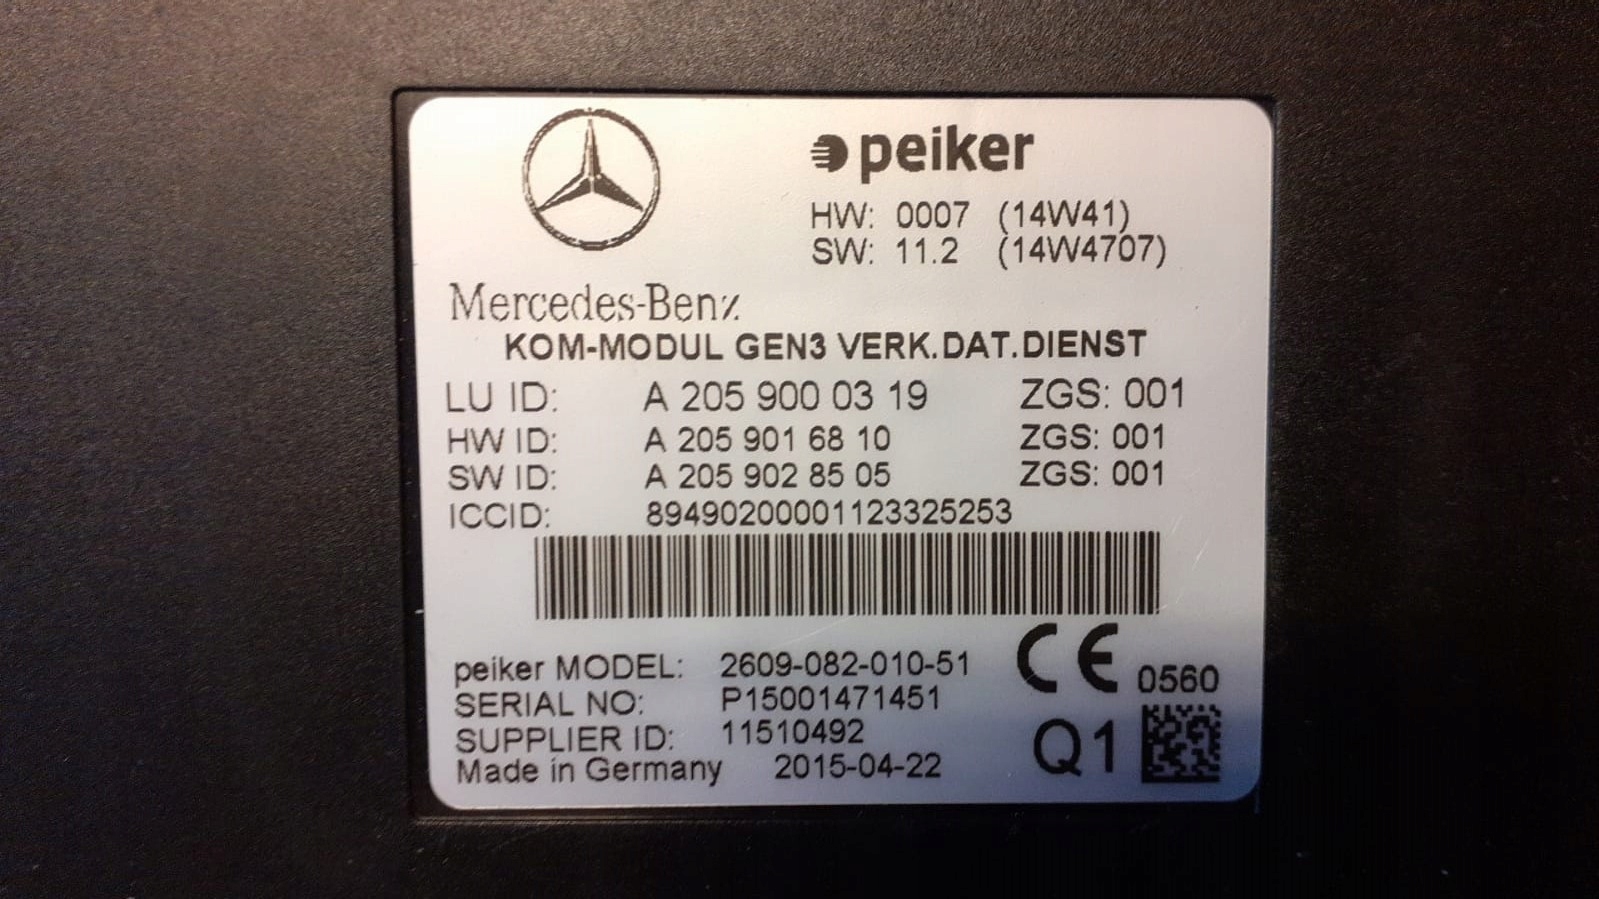 peiker
HW: 0007 (14W41)
SW: 11.2 (14W4707)
Mercedes-Benz
KOM-MODUL GEN3 VERK.DAT.DIENST
LU ID: A 205 900 03 19 ZGS: 001
HW ID: A 205 901 68 10 ZGS: 001
SW ID: A 205 902 85 05 ZGS: 001
ICCID: 89490200001123325253
peiker MODEL: 2609-082-010-51 CE 0560
SERIAL NO: P15001471451
SUPPLIER ID: 11510492 Q1
Made in Germany 2015-04-22